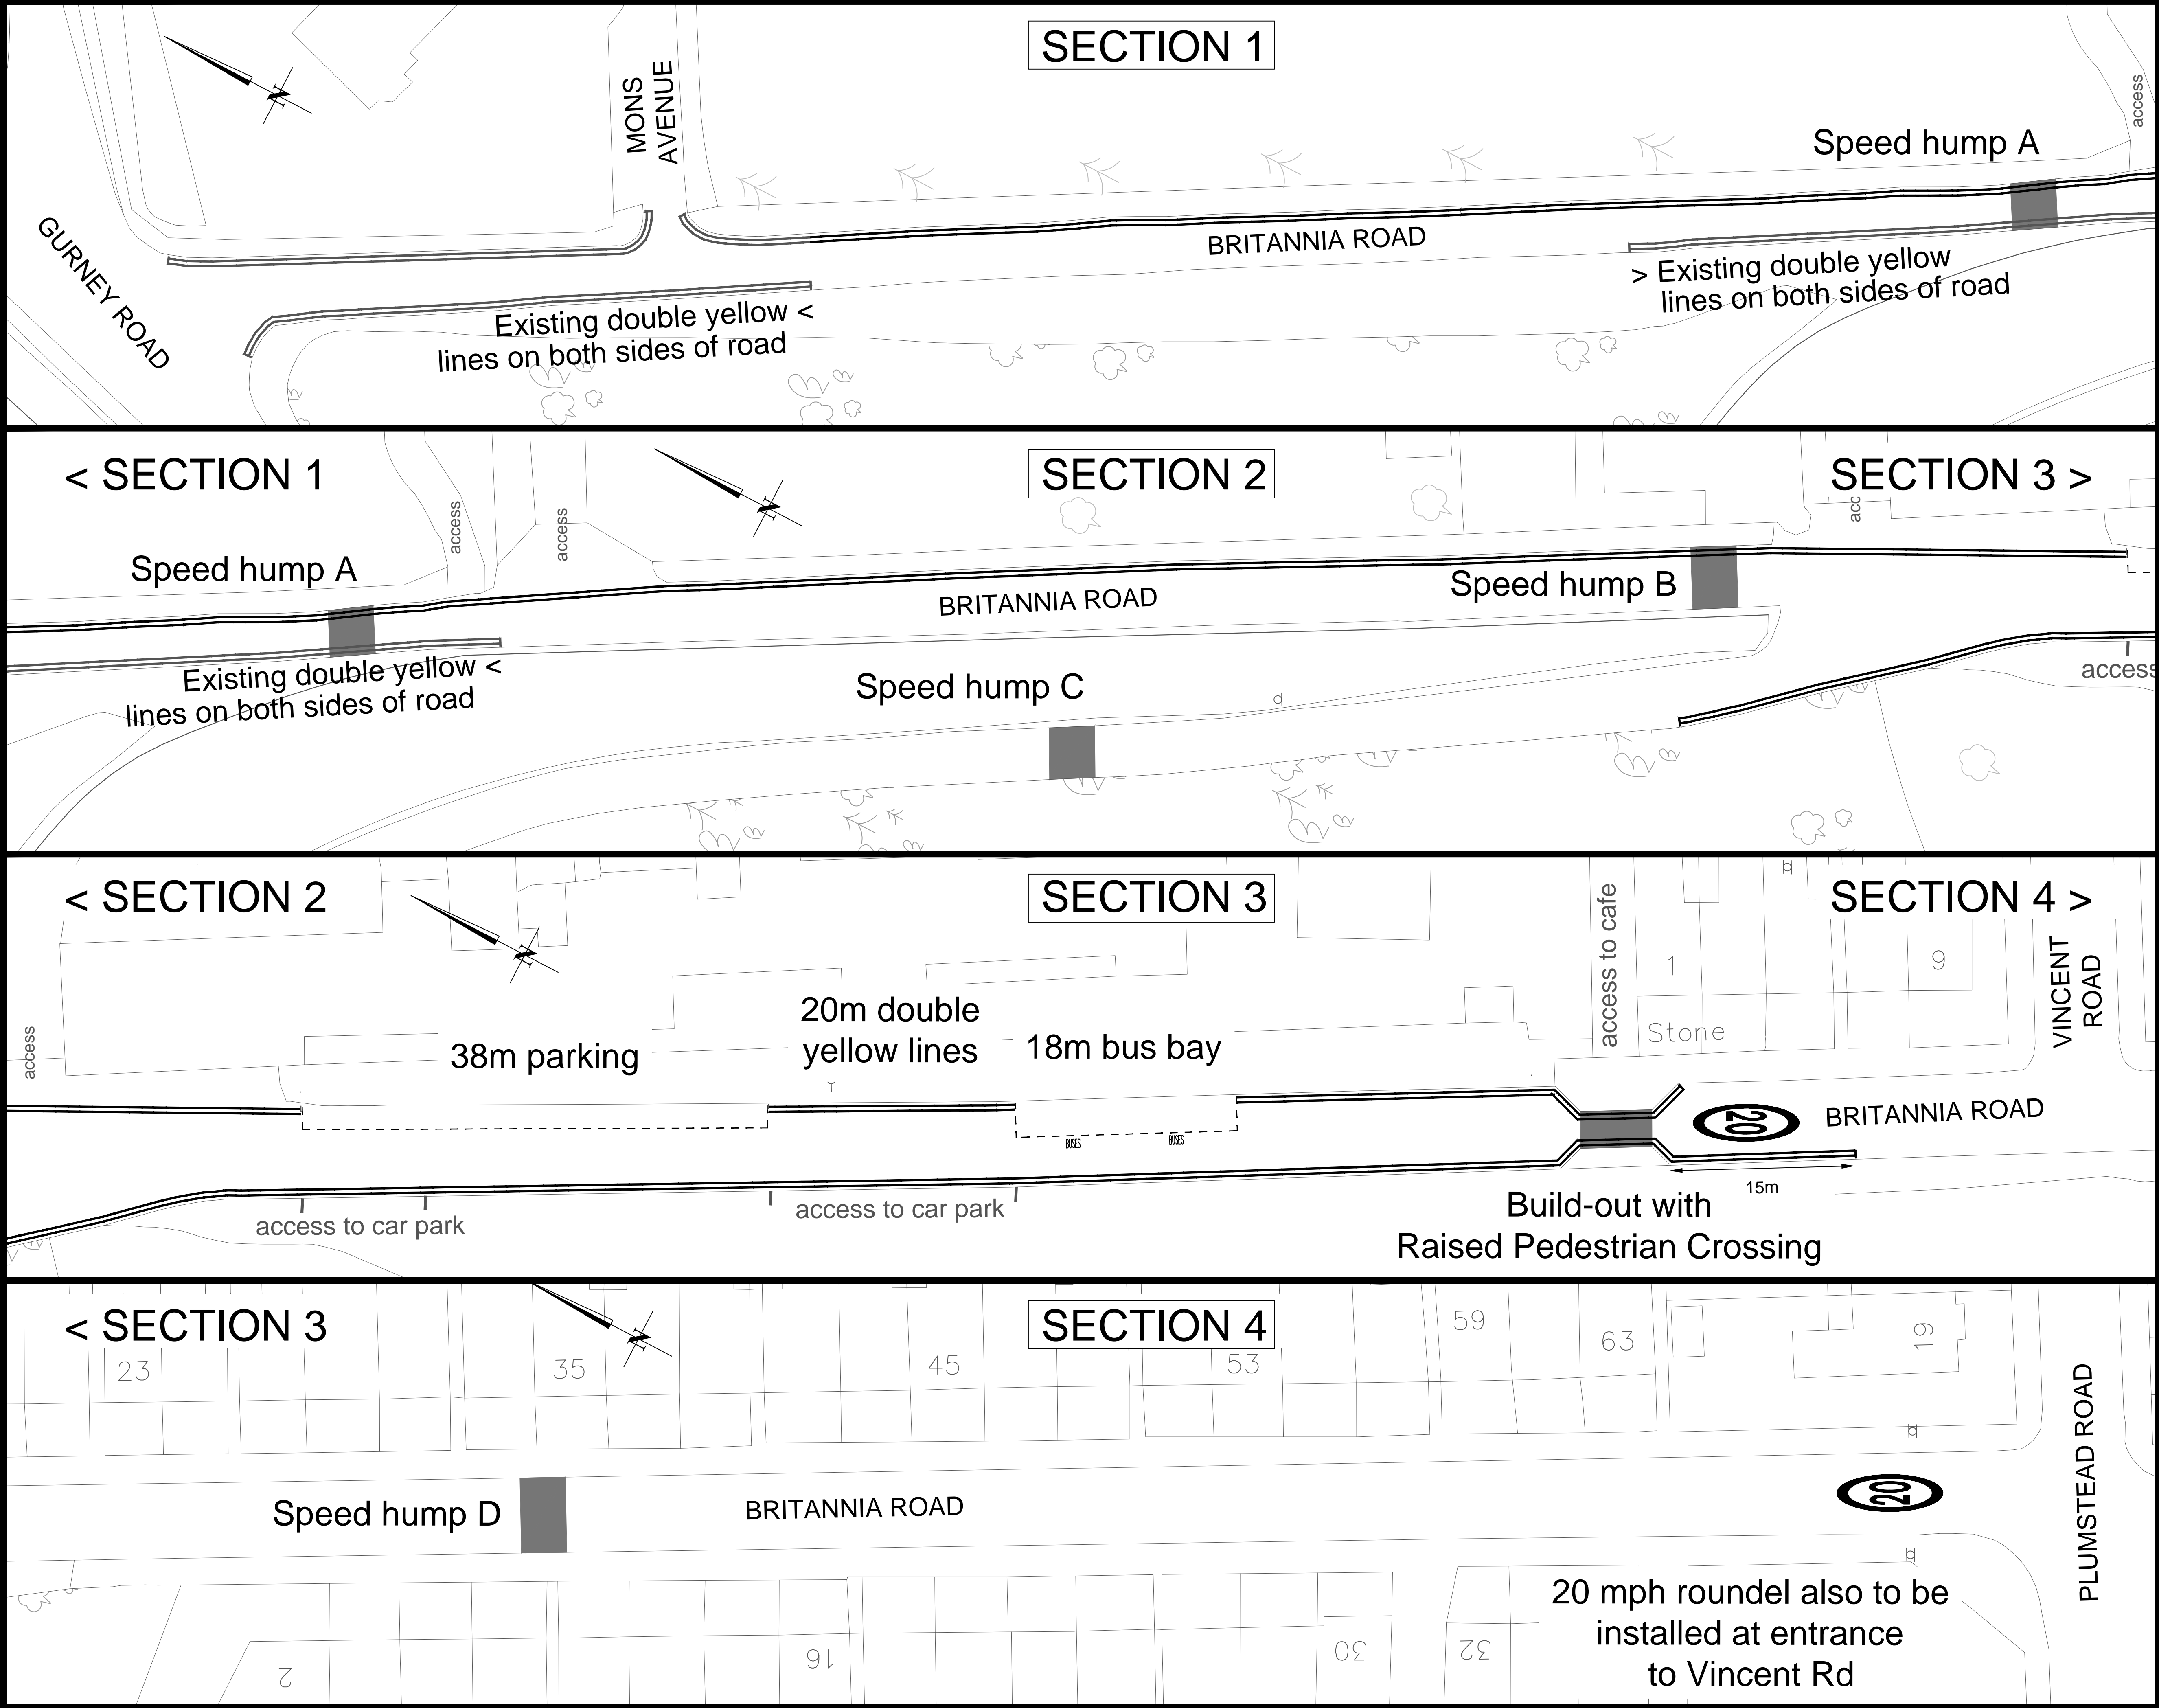 SECTION 1
N
MONS
AVENUE
access
Speed hump A
GURNEY ROAD
BRITANNIA ROAD
> Existing double yellow
lines on both sides of road
Existing double yellow <
lines on both sides of road
< SECTION 1
SECTION 2
SECTION 3 >
N
access
access
acc
Speed hump A
Speed hump B
BRITANNIA ROAD
Existing double yellow <
lines on both sides of road
Speed hump C
access
< SECTION 2
SECTION 3
SECTION 4 >
N
access to cafe
1
9
VINCENT
ROAD
Stone
access
38m parking
20m double
yellow lines
18m bus bay
BUSES
BUSES
20
BRITANNIA ROAD
15m
access to car park
access to car park
Build-out with
Raised Pedestrian Crossing
< SECTION 3
SECTION 4
N
23
35
45
53
59
63
19
PLUMSTEAD ROAD
Speed hump D
BRITANNIA ROAD
20
20 mph roundel also to be
installed at entrance
to Vincent Rd
2
16
30
32